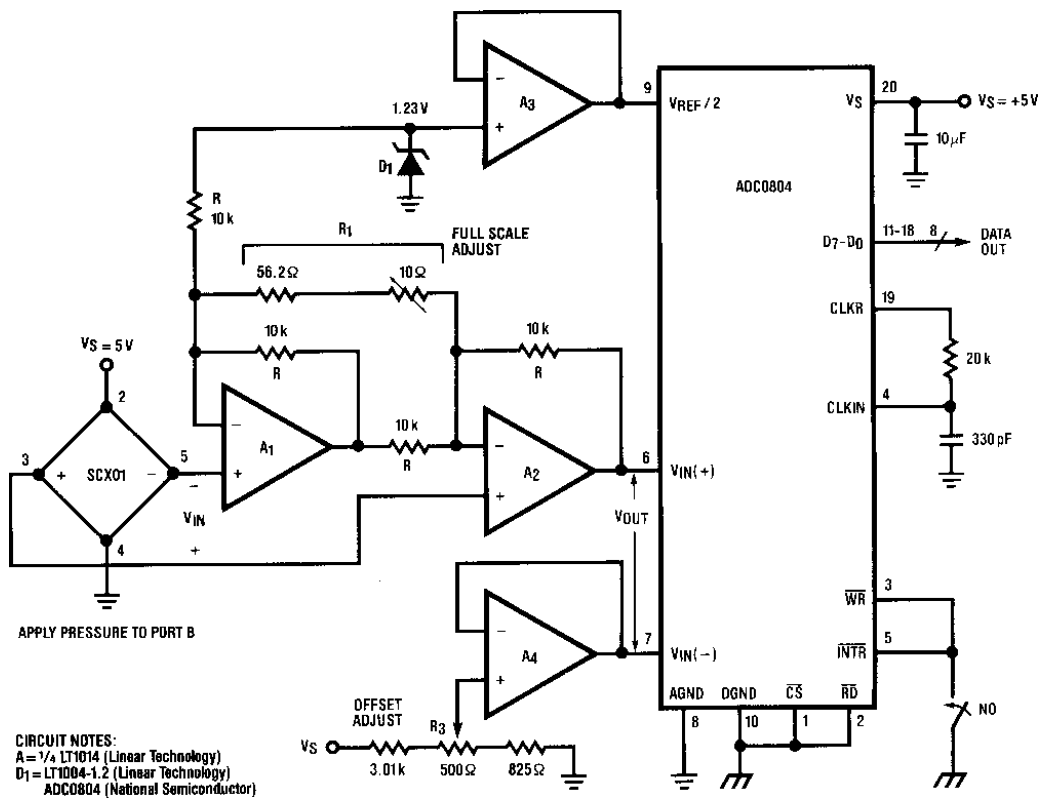 9
VREF/2
VS
20
VS = +5V
10µF
ADC0804
A3
−
+
1.23 V
D1
R
10k
R1
FULL SCALE
ADJUST
56.2Ω
10Ω
D7-D0
11-18
8
DATA
OUT
CLKR
19
20k
CLKIN
4
330 pF
10 k
R
10 k
R
VS = 5V
2
3
+
SCX01
−
5
4
−
VIN
+
−
A1
+
10k
R
−
A2
+
6
VIN(+)
VOUT
APPLY PRESSURE TO PORT B
−
A4
+
7
VIN(−)
WR
3
INTR
5
AGND
DGND
CS
RD
8
10
1
2
NO
OFFSET
ADJUST
R3
VS
3.01k
500Ω
825Ω
CIRCUIT NOTES:
A = 1/4 LT1014 (Linear Technology)
D1 = LT1004-1.2 (Linear Technology)
ADC0804 (National Semiconductor)